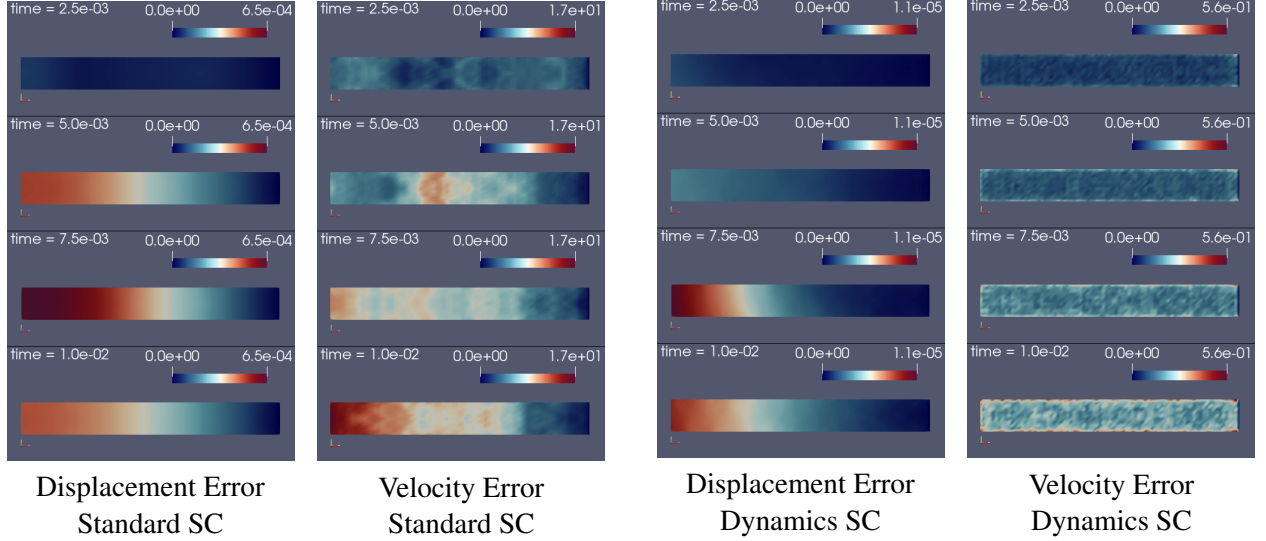 time = 2.5e-03 0.0e+00 6.5e-04
time = 5.0e-03 0.0e+00 6.5e-04
time = 7.5e-03 0.0e+00 6.5e-04
time = 1.0e-02 0.0e+00 6.5e-04
Displacement Error
Standard SC
time = 2.5e-03 0.0e+00 1.7e+01
time = 5.0e-03 0.0e+00 1.7e+01
time = 7.5e-03 0.0e+00 1.7e+01
time = 1.0e-02 0.0e+00 1.7e+01
Velocity Error
Standard SC
time = 2.5e-03 0.0e+00 1.1e-05
time = 5.0e-03 0.0e+00 1.1e-05
time = 7.5e-03 0.0e+00 1.1e-05
time = 1.0e-02 0.0e+00 1.1e-05
Displacement Error
Dynamics SC
time = 2.5e-03 0.0e+00 5.6e-01
time = 5.0e-03 0.0e+00 5.6e-01
time = 7.5e-03 0.0e+00 5.6e-01
time = 1.0e-02 0.0e+00 5.6e-01
Velocity Error
Dynamics SC